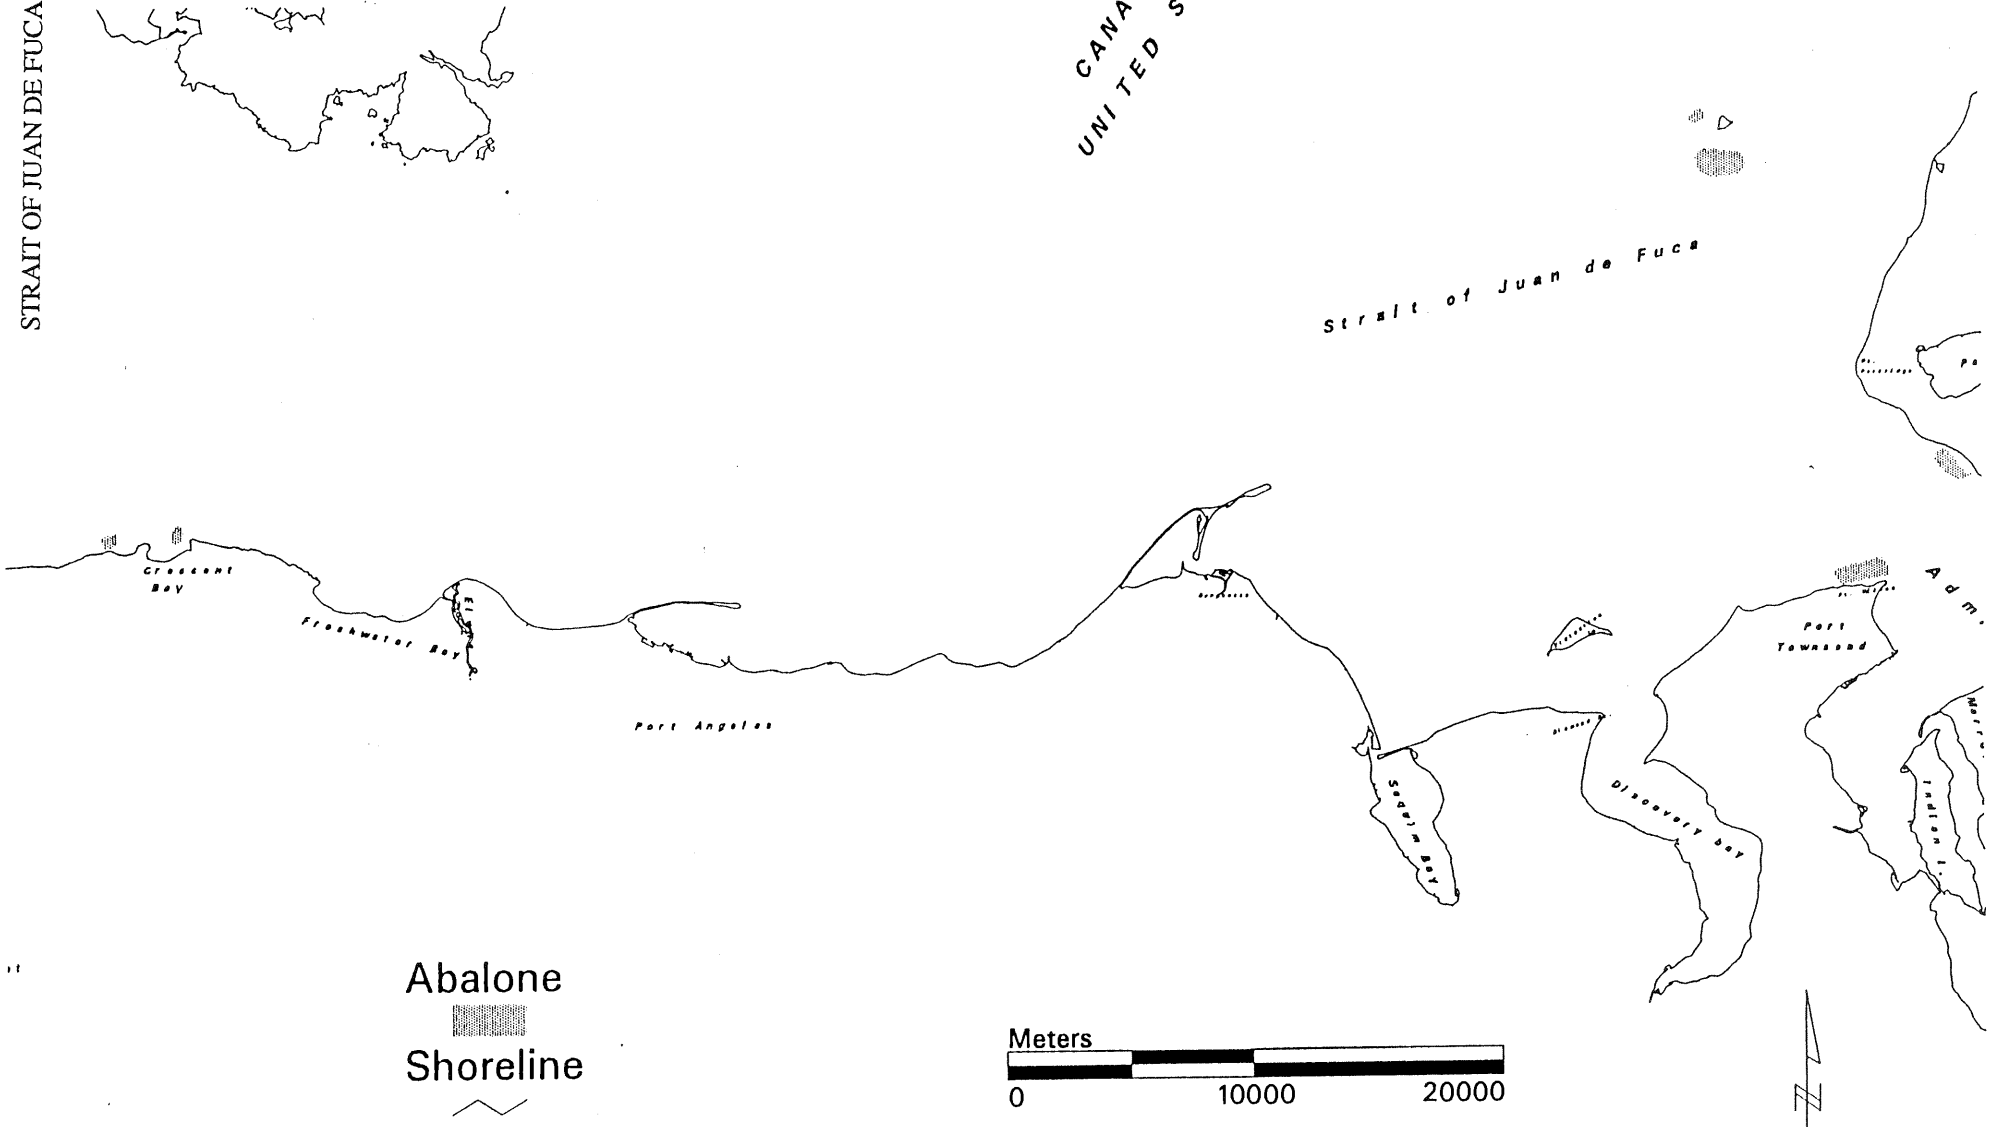 STRAIT OF JUAN DE FUCA
CANA
UNITED S
Strait of Juan de Fuca
Crescent
Bay
Freshwater Bay
Port Angeles
Sequim Bay
Discovery bay
Port
Townsend
Adm
Indian I.
Abalone
Shoreline
Meters
0 10000 20000
N